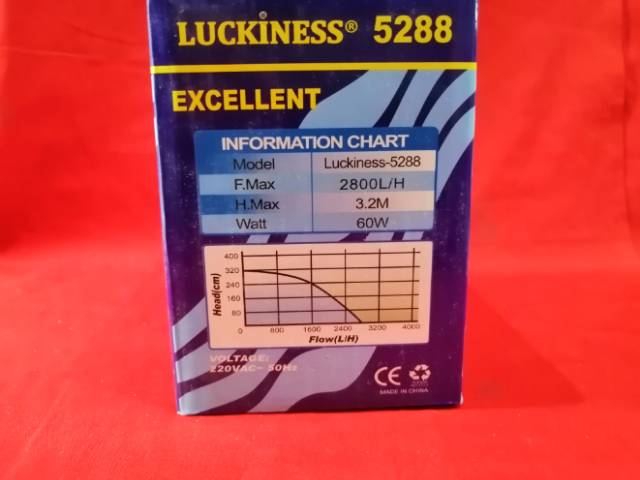 LUCKINESS® 5288
EXCELLENT
INFORMATION CHART
Model Luckiness-5288
F.Max 2800L/H
H.Max 3.2M
Watt 60W
Head(cm)
400
320
240
160
80
0 800 1600 2400 3200 4000
Flow(L/H)
VOLTAGE:
220VAC~ 50Hz
CE
MADE IN CHINA